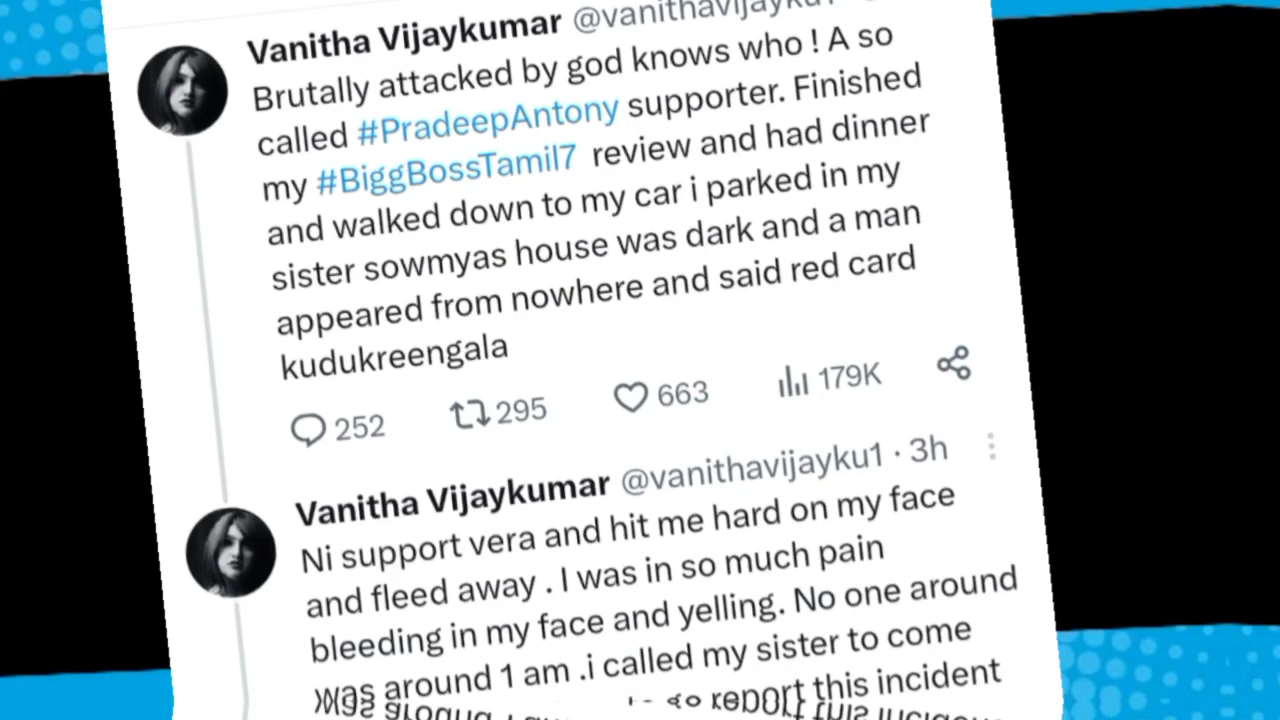 Vanitha Vijaykumar @vanithavijayku1
Brutally attacked by god knows who ! A so
called #PradeepAntony supporter. Finished
my #BiggBossTamil7 review and had dinner
and walked down to my car i parked in my
sister sowmyas house was dark and a man
appeared from nowhere and said red card
kudukreengala
252 295 663 179K
Vanitha Vijaykumar @vanithavijayku1 · 3h
Ni support vera and hit me hard on my face
and fleed away . I was in so much pain
bleeding in my face and yelling. No one around
was around 1 am .i called my sister to come
report this incident